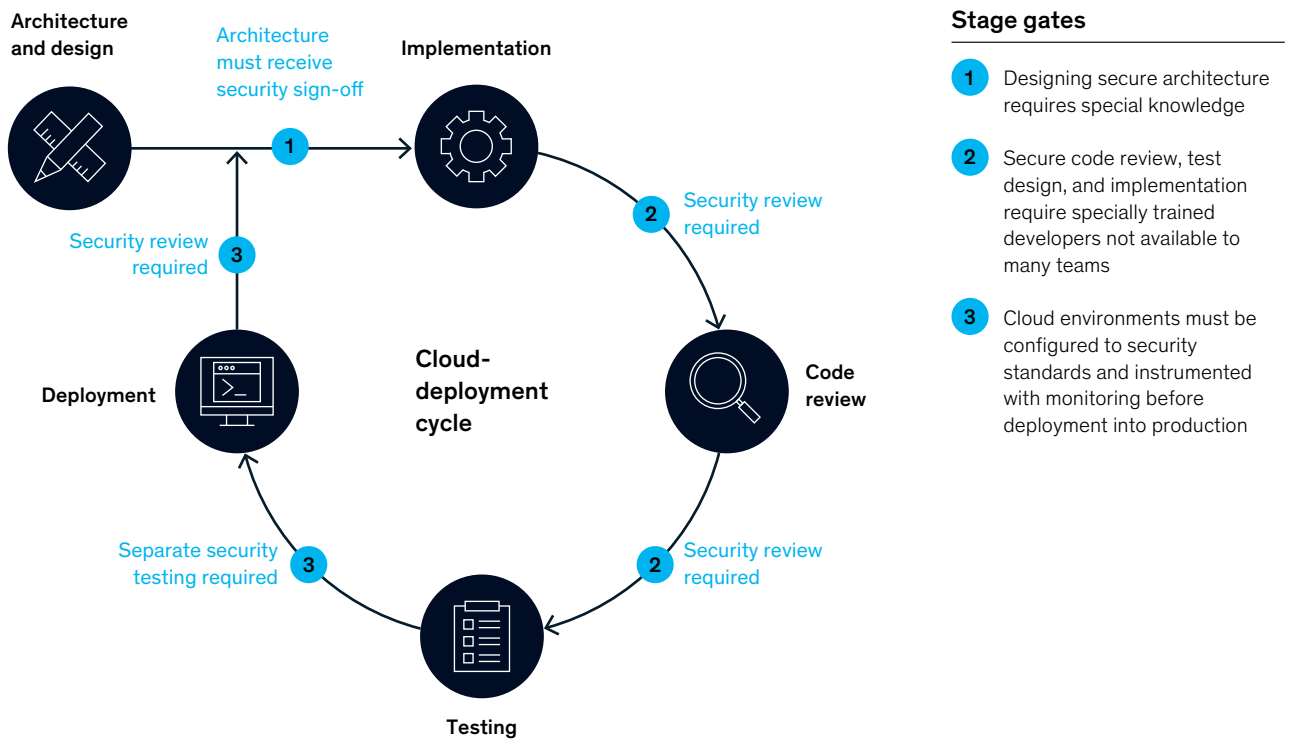 Architecture
and design
Architecture
must receive
security sign-off
Implementation
1
2
Security review
required
Security review
required
3
Cloud-
deployment
cycle
Deployment
Code
review
Separate security
testing required
3
2
Security review
required
Testing
Stage gates
1
Designing secure architecture
requires special knowledge
2
Secure code review, test
design, and implementation
require specially trained
developers not available to
many teams
3
Cloud environments must be
configured to security
standards and instrumented
with monitoring before
deployment into production